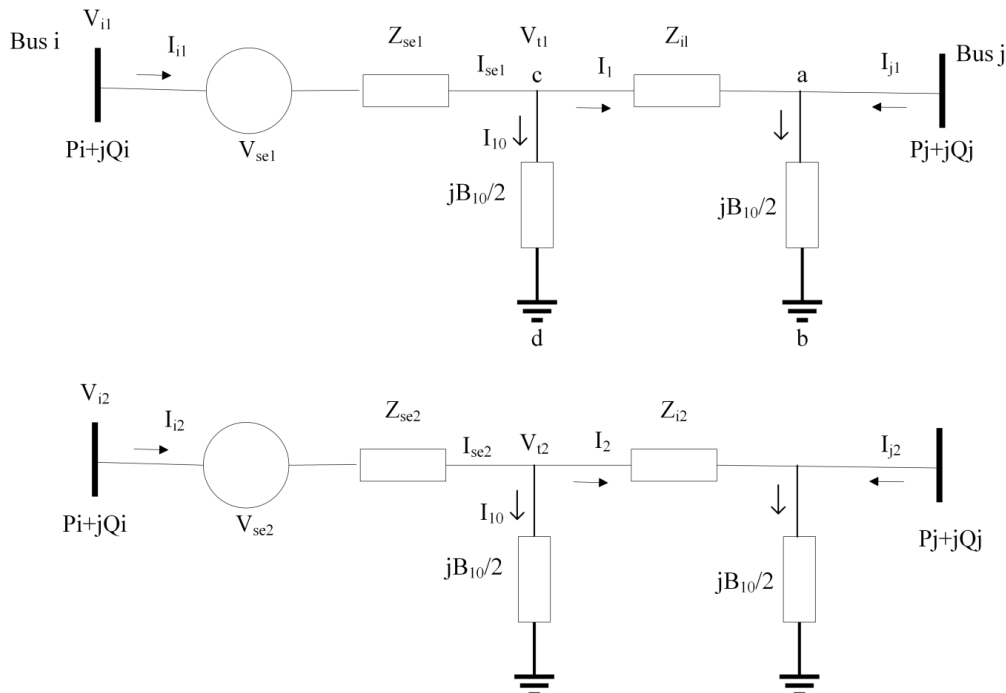 V_i1
Bus i
I_i1
Z_se1
V_t1
Z_il
I_se1
I_1
I_j1
Bus j
c
a
I_10
Pi+jQi
V_se1
Pj+jQj
jB_10/2
jB_10/2
d
b
V_i2
I_i2
Z_se2
Z_i2
I_se2
V_t2
I_2
I_j2
I_10
Pi+jQi
V_se2
Pj+jQj
jB_10/2
jB_10/2